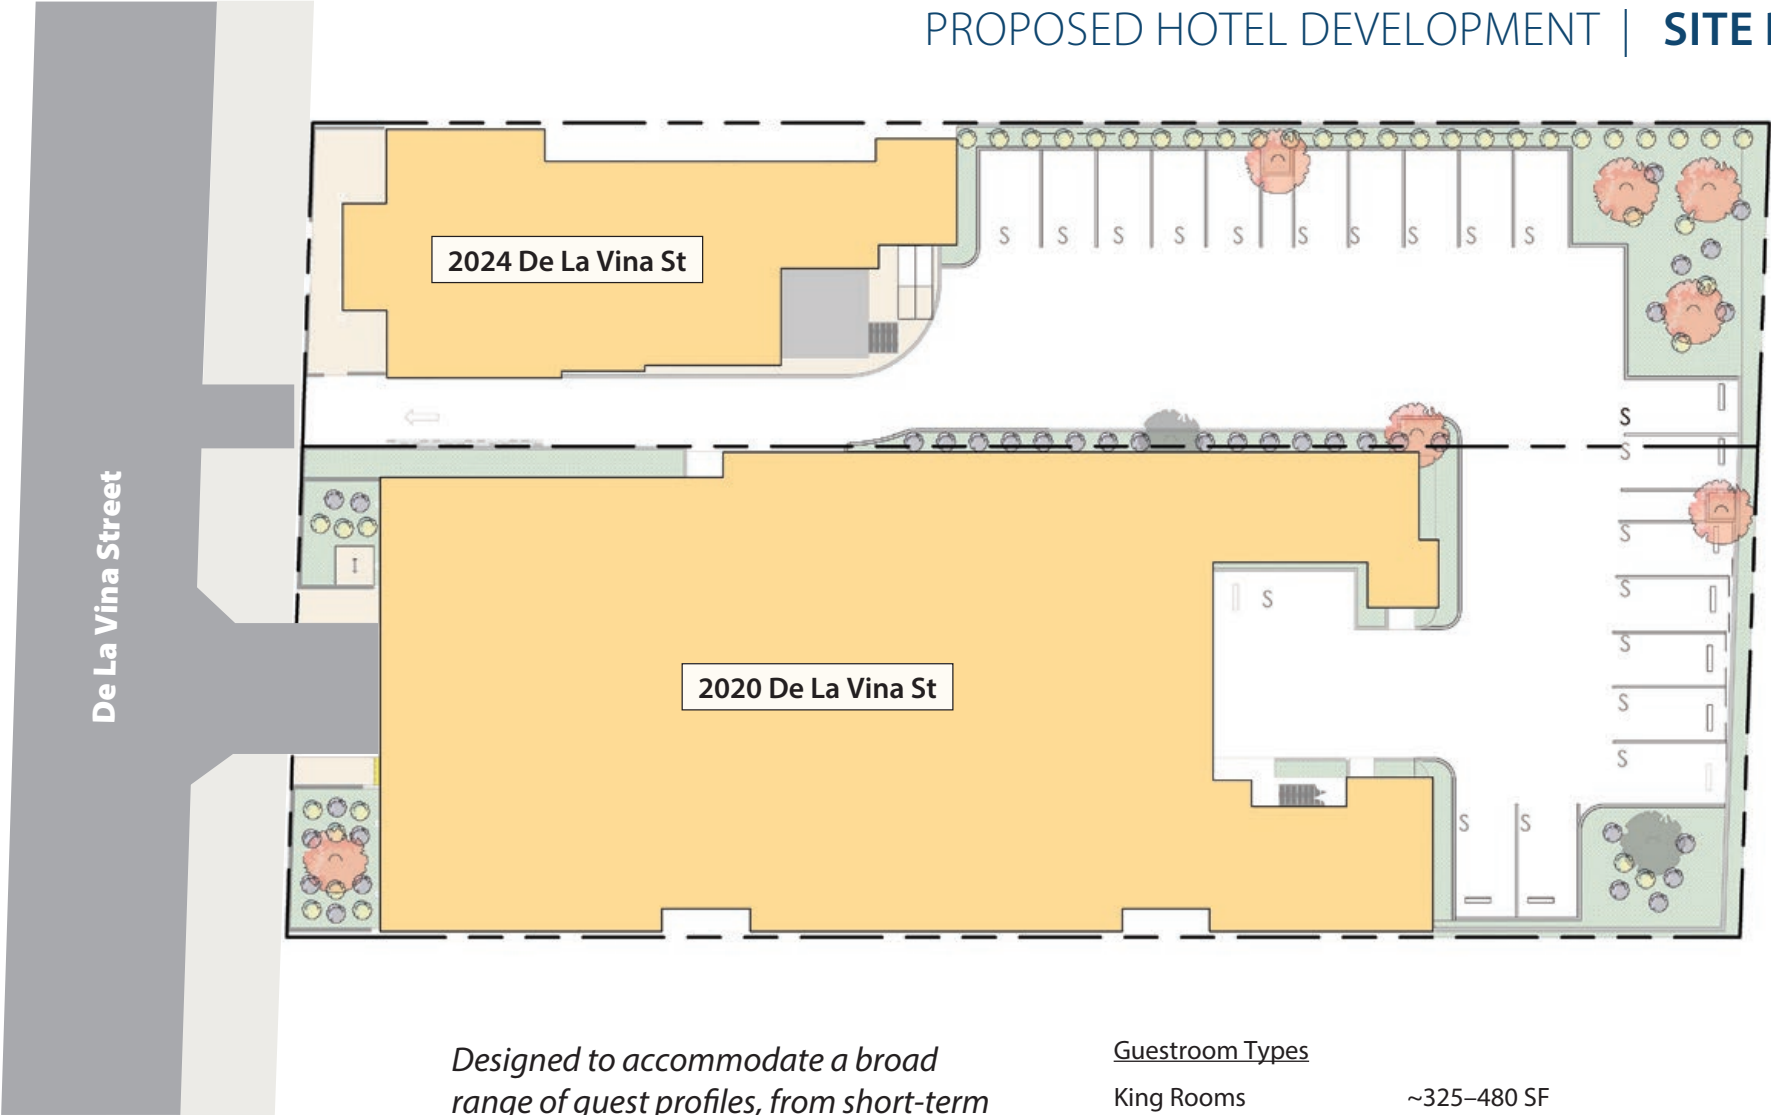 PROPOSED HOTEL DEVELOPMENT | SITE
2024 De La Vina St
S S S S S S S S S S
S
S
De La Vina Street
S
S
S
2020 De La Vina St
S
S
S
S S
Designed to accommodate a broad
range of guest profiles, from short-term
Guestroom Types
King Rooms ~325–480 SF